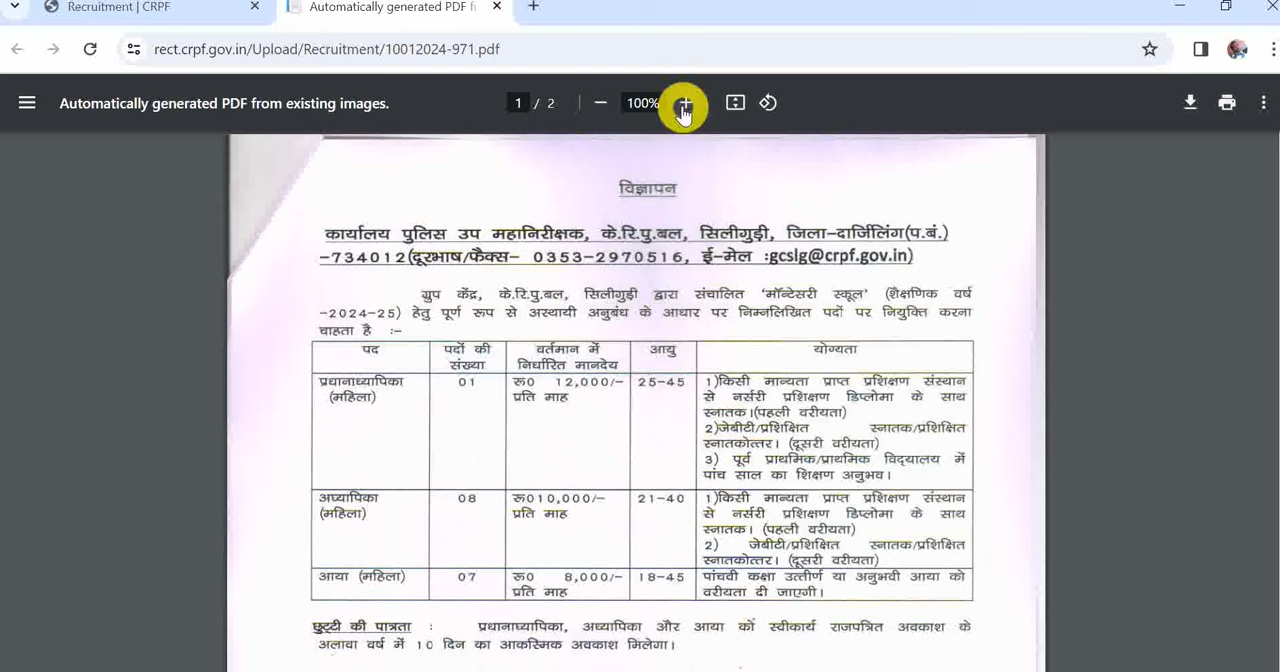 Recruitment | CRPF
Automatically generated PDF f
rect.crpf.gov.in/Upload/Recruitment/10012024-971.pdf
Automatically generated PDF from existing images.
1 / 2
100%
विज्ञापन
कार्यालय पुलिस उप महानिरीक्षक, के.रि.पु.बल, सिलीगुड़ी, जिला-दार्जिलिंग(प.बं.)
-734012(दूरभाष/फैक्स- 0353-2970516, ई-मेल :gcslg@crpf.gov.in)
ग्रुप केंद्र, के.रि.पु.बल, सिलीगुड़ी द्वारा संचालित 'मॉन्टेसरी स्कूल' (शैक्षणिक वर्ष
-2024-25) हेतु पूर्ण रूप से अस्थायी अनुबंध के आधार पर निम्नलिखित पदों पर नियुक्ति करना
चाहता है :-
पद
पदों की
संख्या
वर्तमान में
निर्धारित मानदेय
आयु
योग्यता
प्रधानाध्यापिका
(महिला)
01
रू0 12,000/-
प्रति माह
25-45
1)किसी मान्यता प्राप्त प्रशिक्षण संस्थान
से नर्सरी प्रशिक्षण डिप्लोमा के साथ
स्नातक।(पहली वरीयता)
2)जेबीटी/प्रशिक्षित स्नातक/प्रशिक्षित
स्नातकोत्तर। (दूसरी वरीयता)
3) पूर्व प्राथमिक/प्राथमिक विद्यालय में
पांच साल का शिक्षण अनुभव।
अध्यापिका
(महिला)
08
रू010,000/-
प्रति माह
21-40
1)किसी मान्यता प्राप्त प्रशिक्षण संस्थान
से नर्सरी प्रशिक्षण डिप्लोमा के साथ
स्नातक। (पहली वरीयता)
2) जेबीटी/प्रशिक्षित स्नातक/प्रशिक्षित
स्नातकोत्तर। (दूसरी वरीयता)
आया (महिला)
07
रू0 8,000/-
प्रति माह
18-45
पांचवी कक्षा उत्तीर्ण या अनुभवी आया को
वरीयता दी जाएगी।
छुट्टी की पात्रता : प्रधानाध्यापिका, अध्यापिका और आया को स्वीकार्य राजपत्रित अवकाश के
अलावा वर्ष में 10 दिन का आकस्मिक अवकाश मिलेगा।